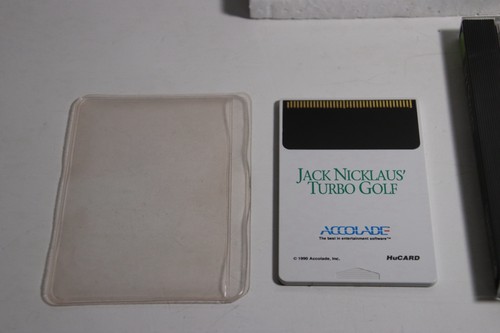 JACK NICKLAUS'
TURBO GOLF
ACCOLADE
The best in entertainment software™
© 1990 Accolade, Inc.
HuCARD